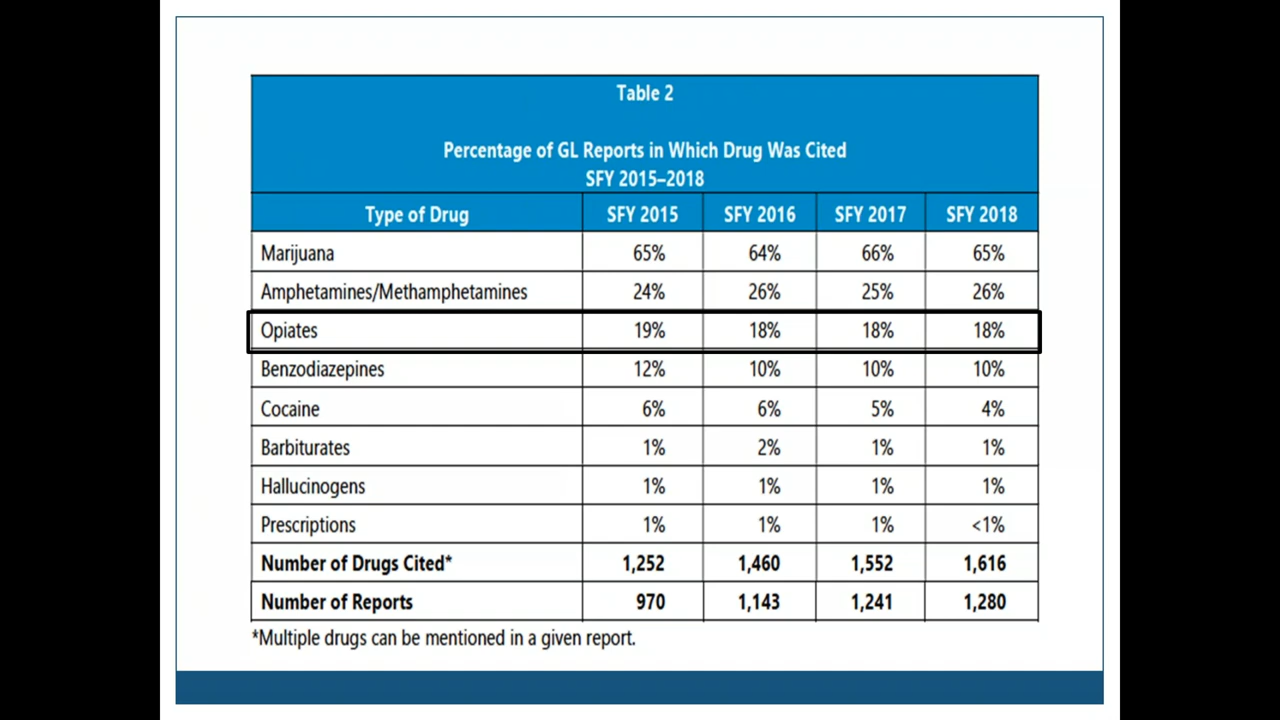 Table 2
Percentage of GL Reports in Which Drug Was Cited
SFY 2015–2018
Type of Drug SFY 2015 SFY 2016 SFY 2017 SFY 2018
Marijuana 65% 64% 66% 65%
Amphetamines/Methamphetamines 24% 26% 25% 26%
Opiates 19% 18% 18% 18%
Benzodiazepines 12% 10% 10% 10%
Cocaine 6% 6% 5% 4%
Barbiturates 1% 2% 1% 1%
Hallucinogens 1% 1% 1% 1%
Prescriptions 1% 1% 1% <1%
Number of Drugs Cited* 1,252 1,460 1,552 1,616
Number of Reports 970 1,143 1,241 1,280
*Multiple drugs can be mentioned in a given report.